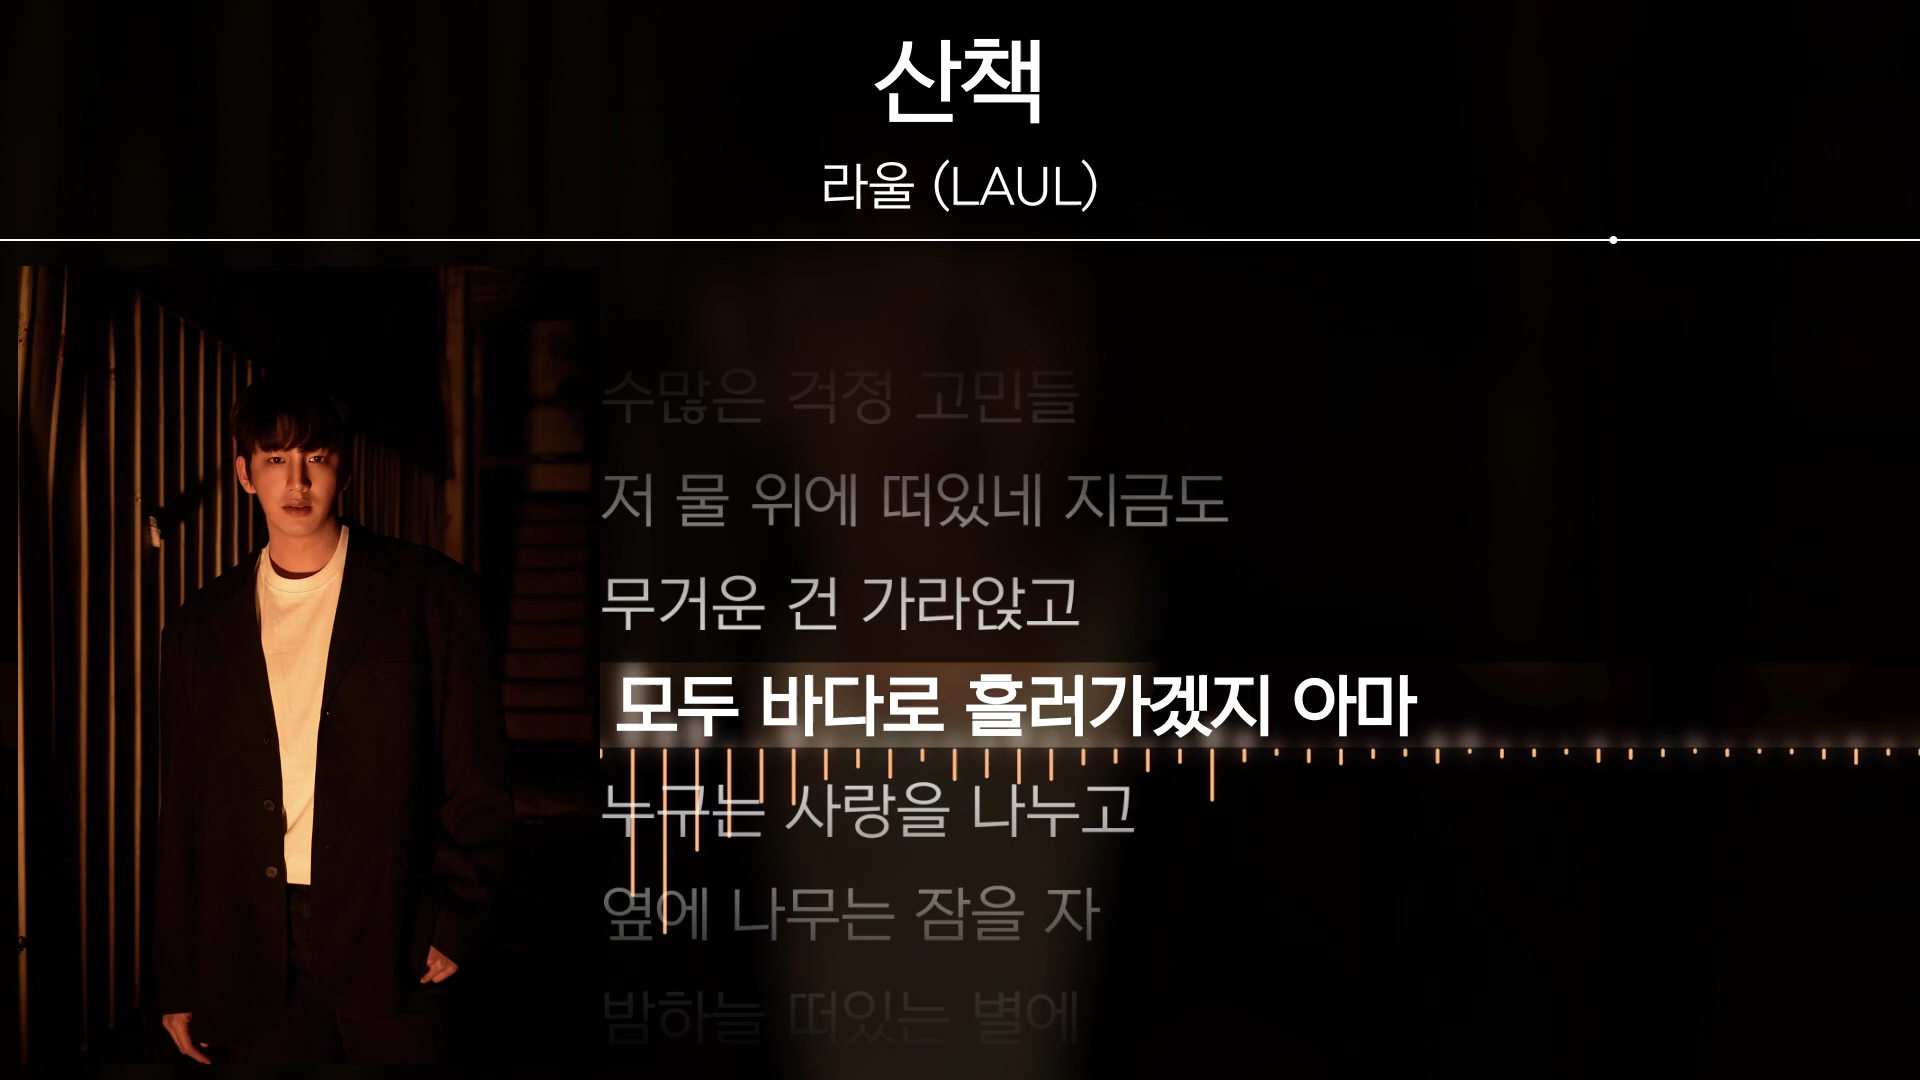 산책
라울 (LAUL)
수많은 걱정 고민들
저 물 위에 떠있네 지금도
무거운 건 가라앉고
모두 바다로 흘러가겠지 아마
누규는 사랑을 나누고
옆에 나무는 잠을 자
밤하늘 떠있는 별에